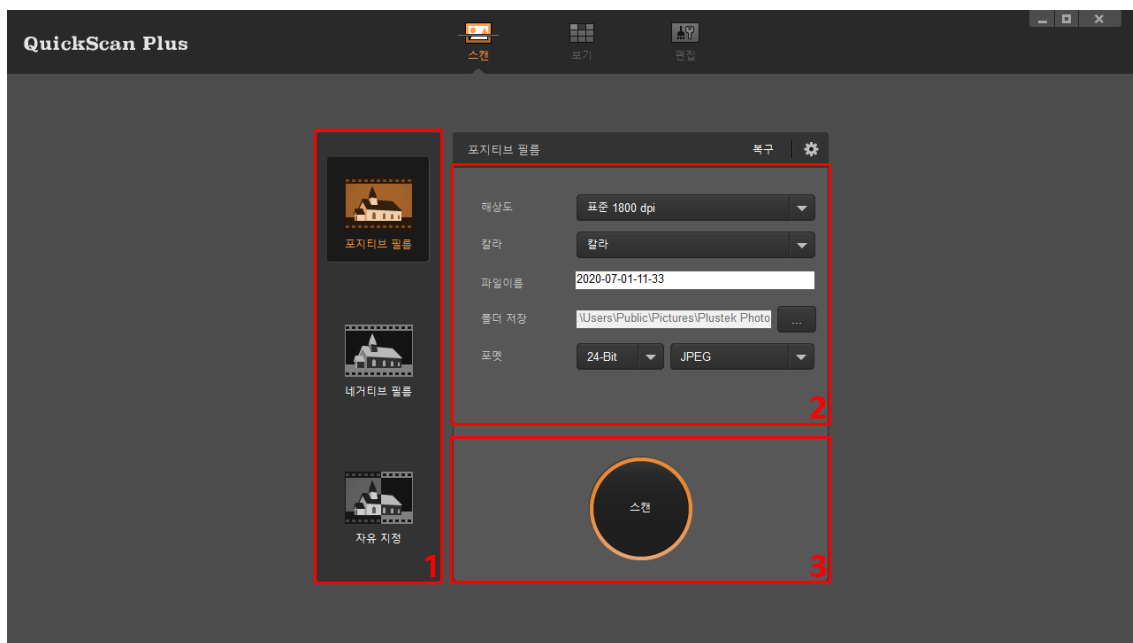 QuickScan Plus
스캔
보기
편집
포지티브 필름
네거티브 필름
자유 지정
1
포지티브 필름 복구
해상도 표준 1800 dpi
칼라 칼라
파일이름 2020-07-01-11-33
폴더 저장 :\Users\Public\Pictures\Plustek Photo ...
포멧 24-Bit JPEG
2
스캔
3